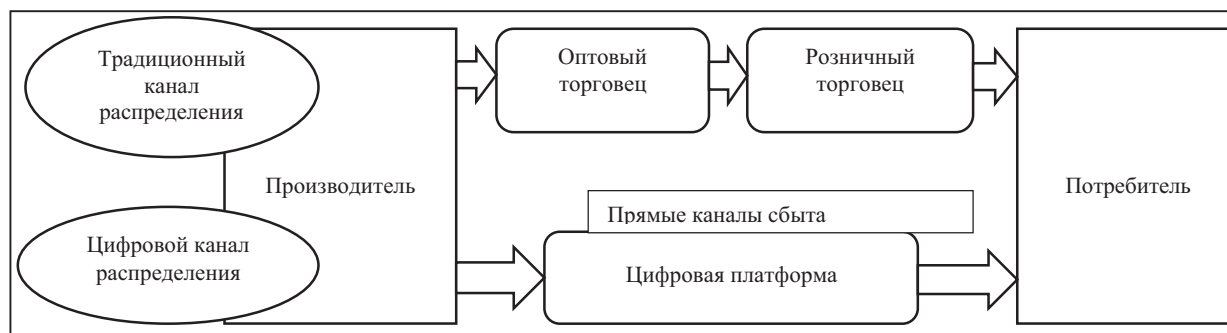 Традиционный
канал
распределения
Оптовый
торговец
Розничный
торговец
Производитель
Потребитель
Прямые каналы сбыта
Цифровой канал
распределения
Цифровая платформа